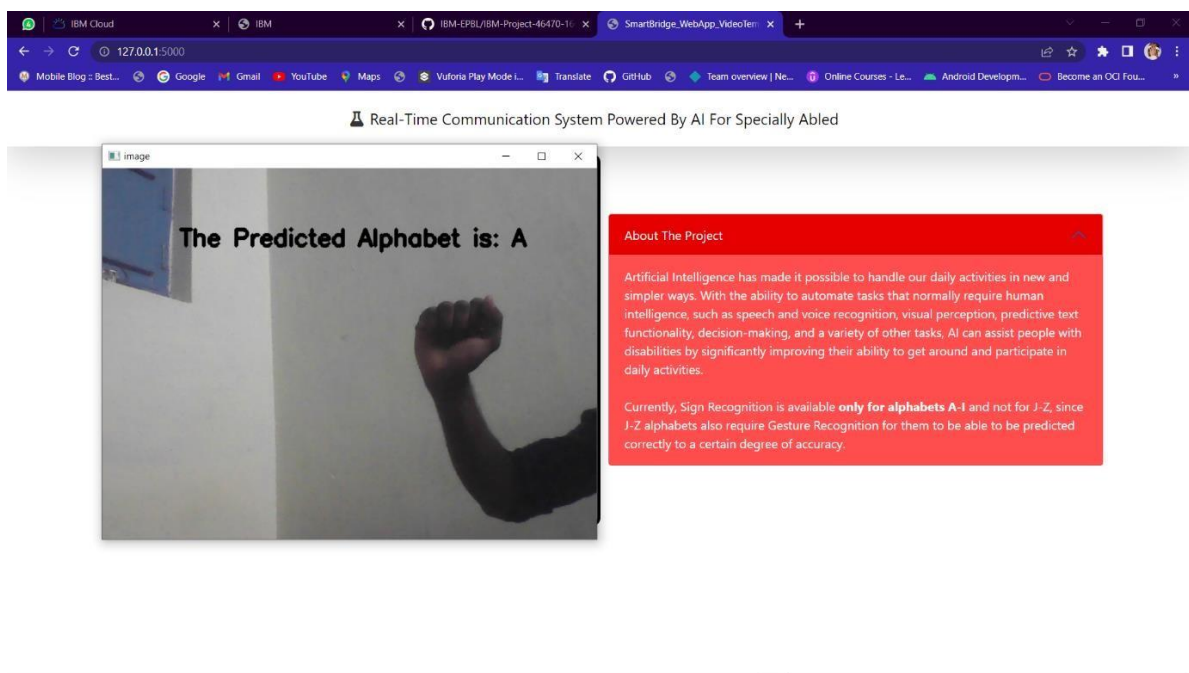 IBM Cloud
IBM
IBM-EPBL/IBM-Project-46470-16
SmartBridge_WebApp_VideoTem
127.0.0.1:5000
Mobile Blog :: Best... Google Gmail YouTube Maps Vuforia Play Mode i... Translate GitHub Team overview | Ne... Online Courses - Le... Android Developm... Become an OCI Fou... »
Real-Time Communication System Powered By AI For Specially Abled
image
The Predicted Alphabet is: A
About The Project
Artificial Intelligence has made it possible to handle our daily activities in new and
simpler ways. With the ability to automate tasks that normally require human
intelligence, such as speech and voice recognition, visual perception, predictive text
functionality, decision-making, and a variety of other tasks, AI can assist people with
disabilities by significantly improving their ability to get around and participate in
daily activities.
Currently, Sign Recognition is available only for alphabets A-I and not for J-Z, since
J-Z alphabets also require Gesture Recognition for them to be able to be predicted
correctly to a certain degree of accuracy.